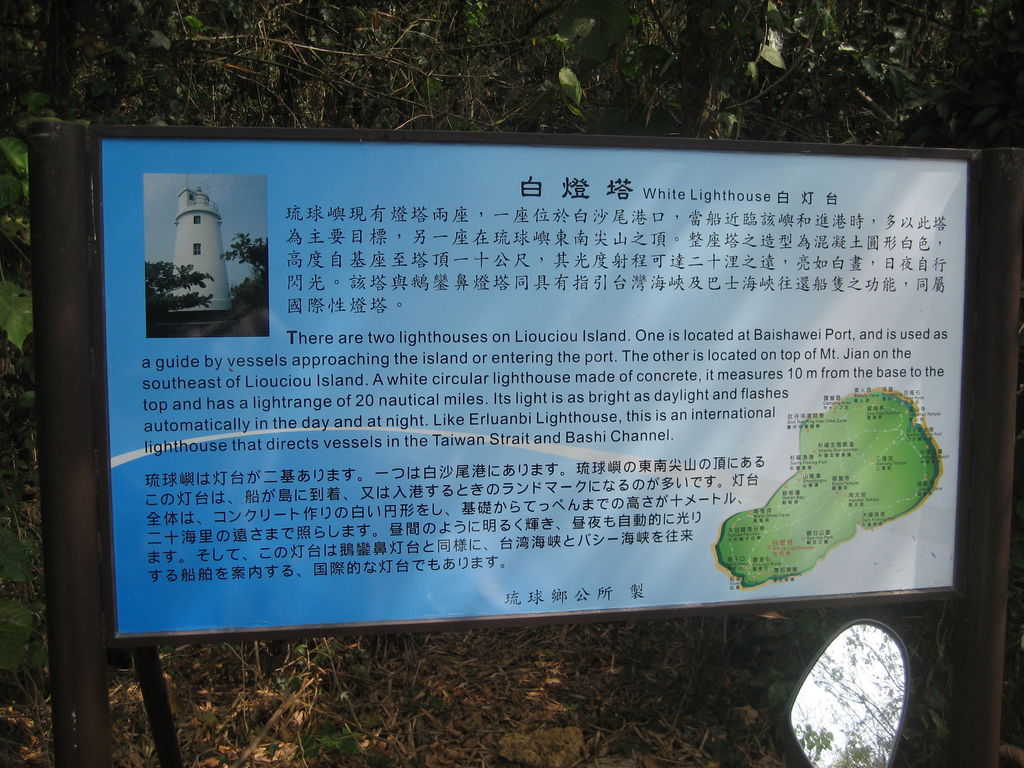 白燈塔 White Lighthouse 白灯台
琉球嶼現有燈塔兩座，一座位於白沙尾港口，當船近臨該嶼和進港時，多以此塔
為主要目標，另一座在琉球嶼東南尖山之頂。整座塔之造型為混凝土圓形白色，
高度自基座至塔頂一十公尺，其光度射程可達二十浬之遠，亮如白晝，日夜自行
閃光。該塔與鵝鑾鼻燈塔同具有指引台灣海峽及巴士海峽往還船隻之功能，同屬
國際性燈塔。
There are two lighthouses on Liouciou Island. One is located at Baishawei Port, and is used as
a guide by vessels approaching the island or entering the port. The other is located on top of Mt. Jian on the
southeast of Liouciou Island. A white circular lighthouse made of concrete, it measures 10 m from the base to the
top and has a lightrange of 20 nautical miles. Its light is as bright as daylight and flashes
automatically in the day and at night. Like Erluanbi Lighthouse, this is an international
lighthouse that directs vessels in the Taiwan Strait and Bashi Channel.
琉球嶼は灯台が二基あります。一つは白沙尾港にあります。琉球嶼の東南尖山の頂にある
この灯台は、船が島に到着、又は入港するときのランドマークになるのが多いです。灯台
全体は、コンクリート作りの白い円形をし、基礎からてっぺんまでの高さが十メートル、
二十海里の遠さまで照らします。昼間のように明るく輝き、昼夜も自動的に光り
ます。そして、この灯台は鵝鑾鼻灯台と同様に、台湾海峡とバシー海峡を往来
する船舶を案内する、国際的な灯台でもあります。
琉球鄉公所 製
白燈塔
White Lighthouse